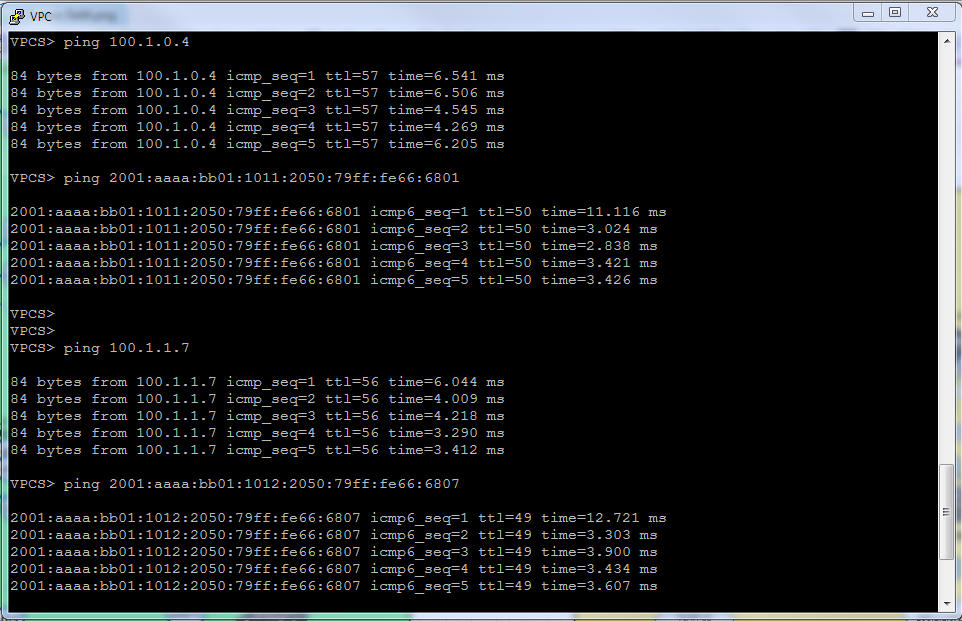 VPC
VPCS> ping 100.1.0.4
84 bytes from 100.1.0.4 icmp_seq=1 ttl=57 time=6.541 ms
84 bytes from 100.1.0.4 icmp_seq=2 ttl=57 time=6.506 ms
84 bytes from 100.1.0.4 icmp_seq=3 ttl=57 time=4.545 ms
84 bytes from 100.1.0.4 icmp_seq=4 ttl=57 time=4.269 ms
84 bytes from 100.1.0.4 icmp_seq=5 ttl=57 time=6.205 ms
VPCS> ping 2001:aaaa:bb01:1011:2050:79ff:fe66:6801
2001:aaaa:bb01:1011:2050:79ff:fe66:6801 icmp6_seq=1 ttl=50 time=11.116 ms
2001:aaaa:bb01:1011:2050:79ff:fe66:6801 icmp6_seq=2 ttl=50 time=3.024 ms
2001:aaaa:bb01:1011:2050:79ff:fe66:6801 icmp6_seq=3 ttl=50 time=2.838 ms
2001:aaaa:bb01:1011:2050:79ff:fe66:6801 icmp6_seq=4 ttl=50 time=3.421 ms
2001:aaaa:bb01:1011:2050:79ff:fe66:6801 icmp6_seq=5 ttl=50 time=3.426 ms
VPCS>
VPCS>
VPCS> ping 100.1.1.7
84 bytes from 100.1.1.7 icmp_seq=1 ttl=56 time=6.044 ms
84 bytes from 100.1.1.7 icmp_seq=2 ttl=56 time=4.009 ms
84 bytes from 100.1.1.7 icmp_seq=3 ttl=56 time=4.218 ms
84 bytes from 100.1.1.7 icmp_seq=4 ttl=56 time=3.290 ms
84 bytes from 100.1.1.7 icmp_seq=5 ttl=56 time=3.412 ms
VPCS> ping 2001:aaaa:bb01:1012:2050:79ff:fe66:6807
2001:aaaa:bb01:1012:2050:79ff:fe66:6807 icmp6_seq=1 ttl=49 time=12.721 ms
2001:aaaa:bb01:1012:2050:79ff:fe66:6807 icmp6_seq=2 ttl=49 time=3.303 ms
2001:aaaa:bb01:1012:2050:79ff:fe66:6807 icmp6_seq=3 ttl=49 time=3.900 ms
2001:aaaa:bb01:1012:2050:79ff:fe66:6807 icmp6_seq=4 ttl=49 time=3.434 ms
2001:aaaa:bb01:1012:2050:79ff:fe66:6807 icmp6_seq=5 ttl=49 time=3.607 ms